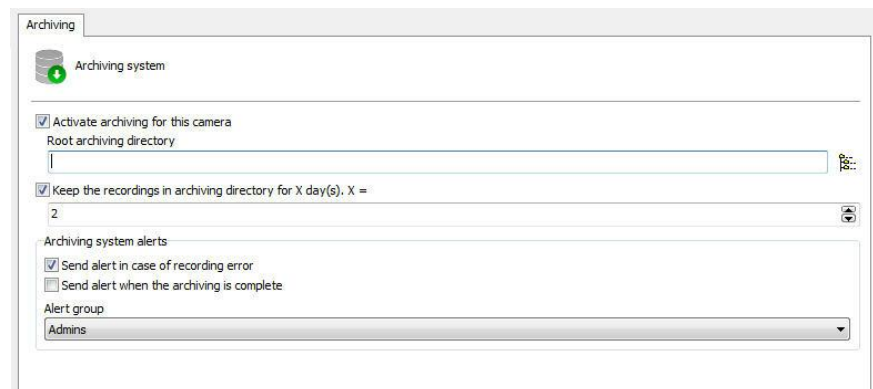 Archiving
Archiving system
Activate archiving for this camera
Root archiving directory
Keep the recordings in archiving directory for X day(s). X =
2
Archiving system alerts
Send alert in case of recording error
Send alert when the archiving is complete
Alert group
Admins